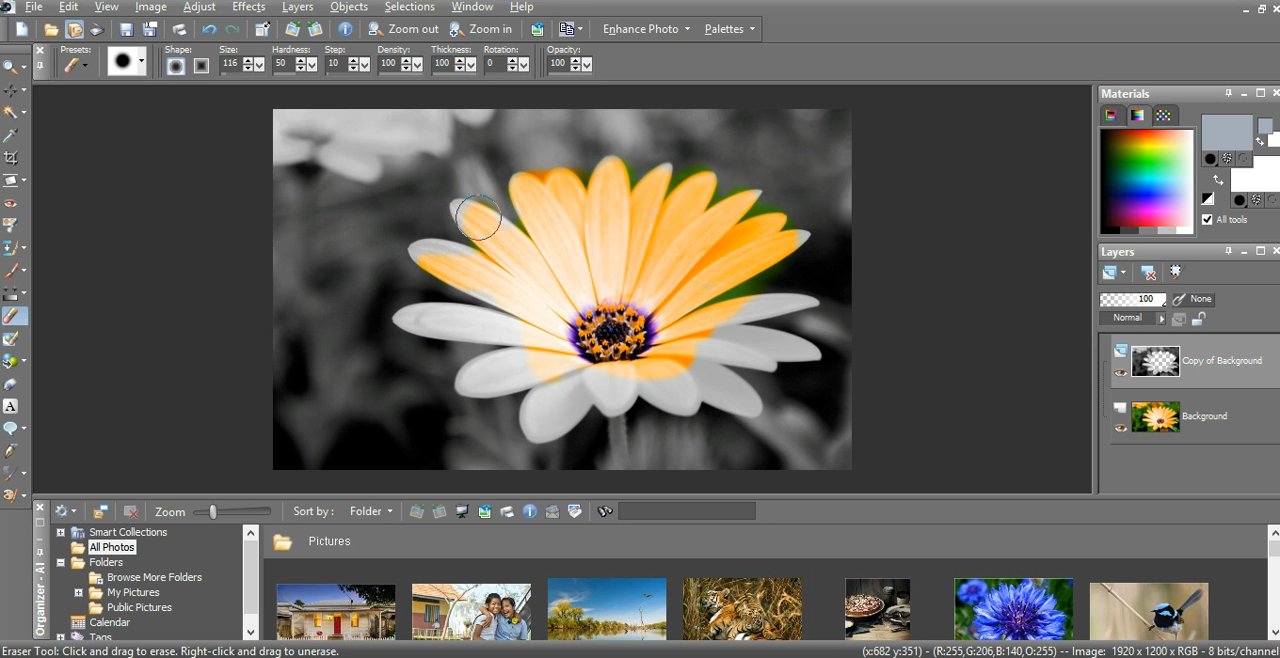 File Edit View Image Adjust Effects Layers Objects Selections Window Help
Zoom out Zoom in Enhance Photo Palettes
Presets: Shape: Size: Hardness: Step: Density: Thickness: Rotation: Opacity:
116 50 10 100 100 0 100
Materials
All tools
Layers
100 None
Normal
Copy of Background
Background
Zoom Sort by : Folder
Smart Collections
All Photos
Folders
Browse More Folders
My Pictures
Public Pictures
Calendar
Tags
Pictures
Organizer - Al
A
Eraser Tool: Click and drag to erase. Right-click and drag to unerase.
(x:682 y:351) - (R:255,G:206,B:140,O:255) -- Image: 1920 x 1200 x RGB - 8 bits/channel